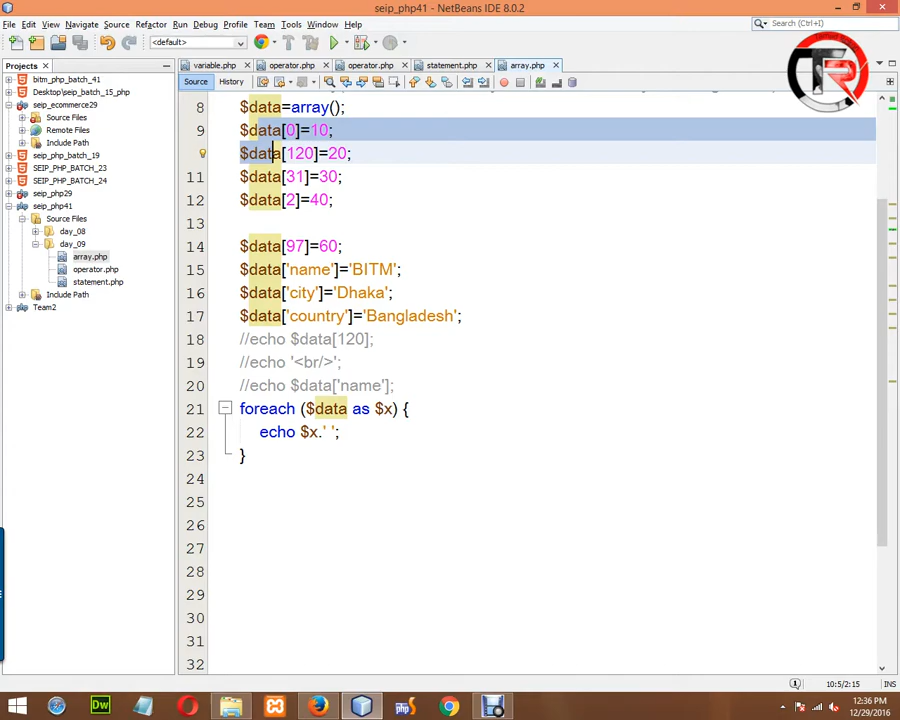 seip_php41 - NetBeans IDE 8.0.2
File Edit View Navigate Source Refactor Run Debug Profile Team Tools Window Help
<default>
Search (Ctrl+I)
Projects
variable.php operator.php operator.php statement.php array.php
Source History
bitm_php_batch_41
Desktop\seip_batch_15_php
seip_ecommerce29
Source Files
Remote Files
Include Path
seip_php_batch_19
SEIP_PHP_BATCH_23
SEIP_PHP_BATCH_24
seip_php29
seip_php41
Source Files
day_08
day_09
array.php
operator.php
statement.php
Include Path
Team2
8 $data=array();
9 $data[0]=10;
$data[120]=20;
11 $data[31]=30;
12 $data[2]=40;
13
14 $data[97]=60;
15 $data['name']='BITM';
16 $data['city']='Dhaka';
17 $data['country']='Bangladesh';
18 //echo $data[120];
19 //echo '<br/>';
20 //echo $data['name'];
21 foreach ($data as $x) {
22 echo $x.' ';
23 }
24
25
26
27
28
29
30
31
32
10:5/2:15 INS
Dw
php
12:36 PM
12/29/2016